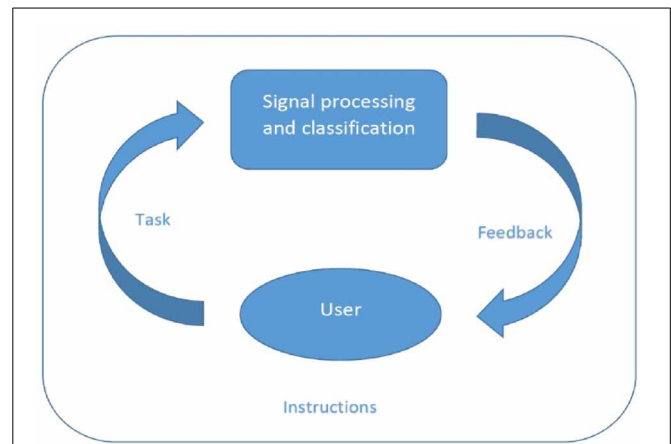 Signal processing
and classification
Task
Feedback
User
Instructions